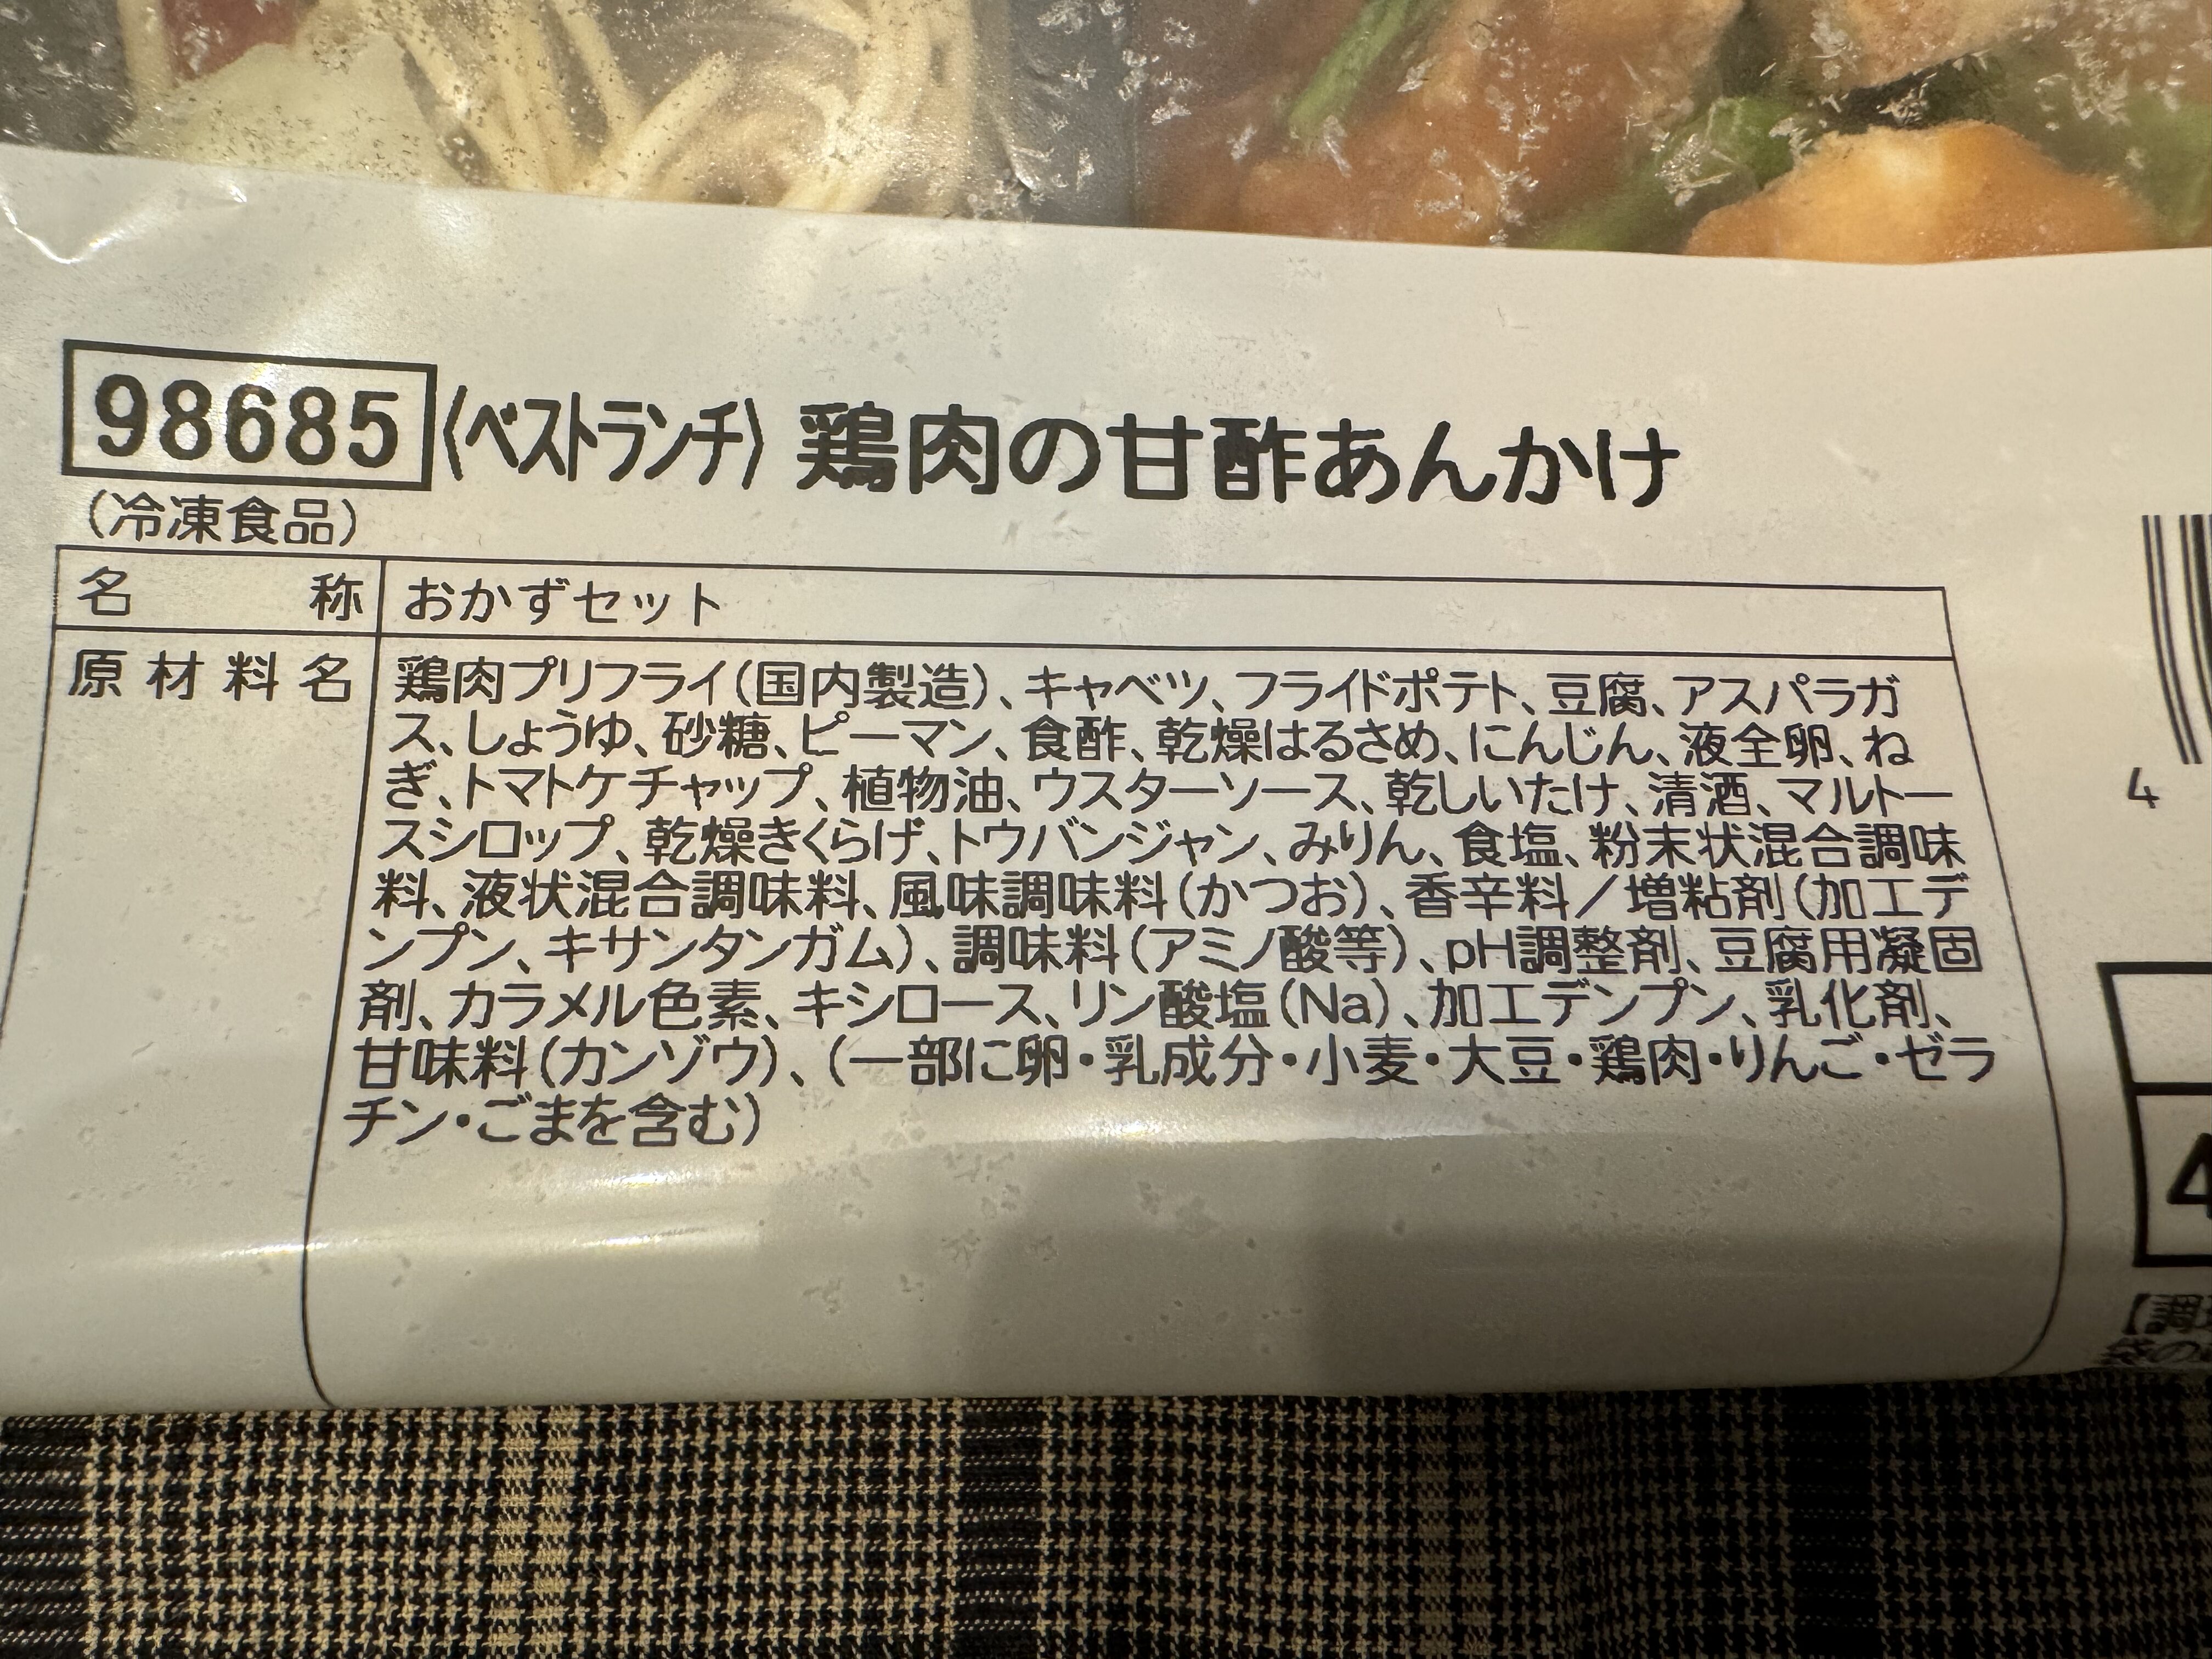 98685 〈ベストランチ〉 鶏肉の甘酢あんかけ
(冷凍食品)
名称 おかずセット
原材料名 鶏肉プリフライ(国内製造)、キャベツ、フライドポテト、豆腐、アスパラガ
ス、しょうゆ、砂糖、ピーマン、食酢、乾燥はるさめ、にんじん、液全卵、ね
ぎ、トマトケチャップ、植物油、ウスターソース、乾しいたけ、清酒、マルトー
スシロップ、乾燥きくらげ、トウバンジャン、みりん、食塩、粉末状混合調味
料、液状混合調味料、風味調味料(かつお)、香辛料/増粘剤(加工デ
ンプン、キサンタンガム)、調味料(アミノ酸等)、pH調整剤、豆腐用凝固
剤、カラメル色素、キシロース、リン酸塩(Na)、加工デンプン、乳化剤、
甘味料(カンゾウ)、(一部に卵・乳成分・小麦・大豆・鶏肉・りんご・ゼラ
チン・ごまを含む)
4
4
【調
袋の